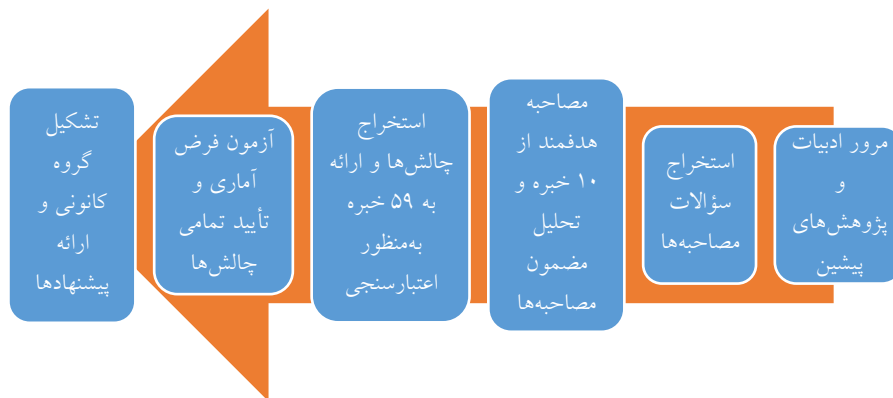 مرور ادبیات
و
پژوهش‌های
پیشین
استخراج
سؤالات
مصاحبه‌ها
مصاحبه
هدفمند از
۱۰ خبره و
تحلیل
مضمون
مصاحبه‌ها
استخراج
چالش‌ها و ارائه
به ۵۹ خبره
به‌منظور
اعتبارسنجی
آزمون فرض
آماری و
تأیید تمامی
چالش‌ها
تشکیل
گروه
کانونی و
ارائه
پیشنهادها